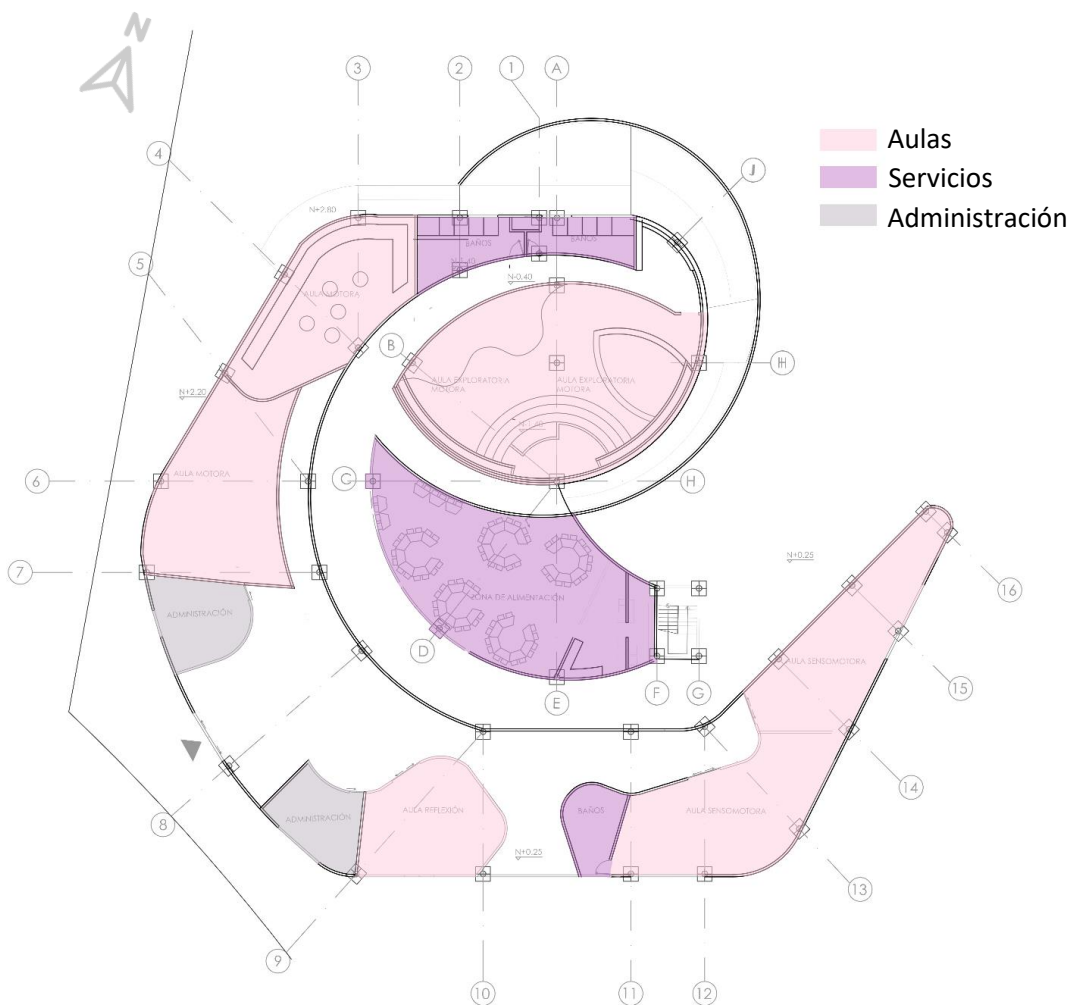 N
3
2
1
A
4
J
Aulas
Servicios
Administración
N+2.80
BAÑOS
BAÑOS
5
N-0.40
AULA MOTORA
B
H
N+2.20
AULA EXPLORATORIA
MOTORA
AULA EXPLORATORIA
MOTORA
AULA MOTORA
6
C
H
7
N+0.25
ZONA DE ALIMENTACIÓN
16
ADMINISTRACIÓN
D
AULA SENSOMOTORA
15
E
F
G
14
8
ADMINISTRACIÓN
AULA REFLEXIÓN
BAÑOS
AULA SENSOMOTORA
N+0.25
13
9
10
11
12